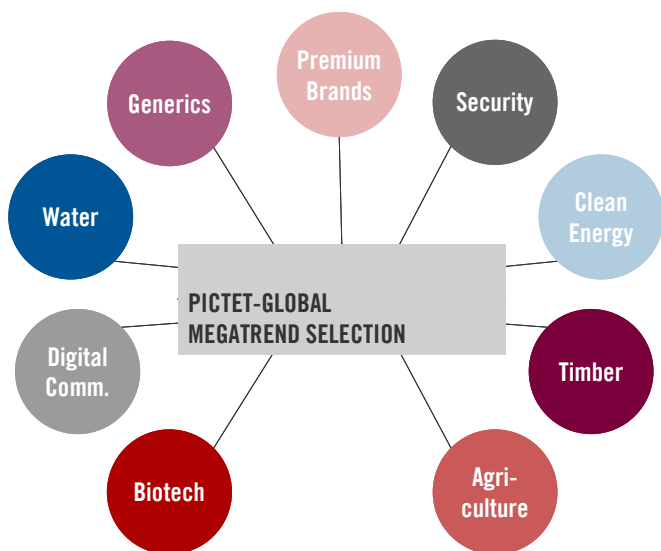 Premium
Brands
Generics
Security
Water
Clean
Energy
PICTET-GLOBAL
MEGATREND SELECTION
Digital
Comm.
Timber
Biotech
Agri-
culture